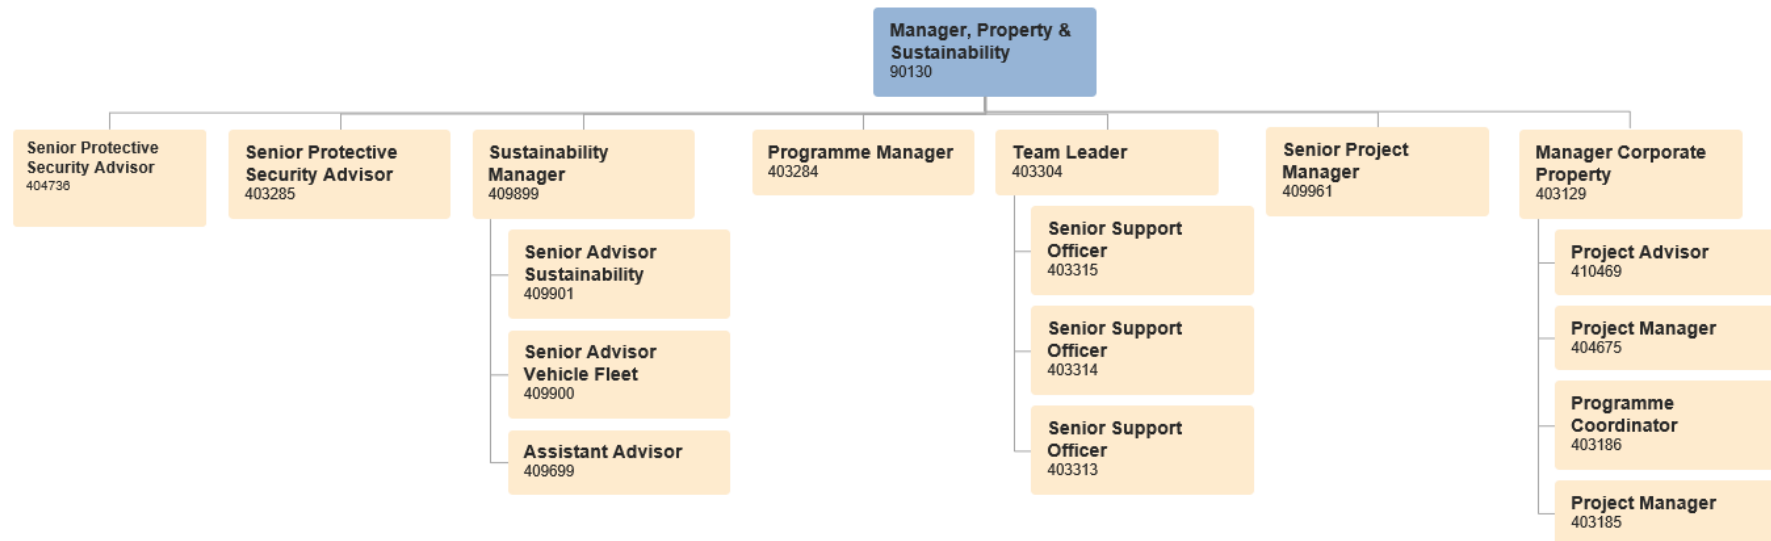 Manager, Property &
Sustainability
90130
Senior Protective
Security Advisor
404736
Senior Protective
Security Advisor
403285
Sustainability
Manager
409899
Senior Advisor
Sustainability
409901
Senior Advisor
Vehicle Fleet
409900
Assistant Advisor
409699
Programme Manager
403284
Team Leader
403304
Senior Support
Officer
403315
Senior Support
Officer
403314
Senior Support
Officer
403313
Senior Project
Manager
409961
Manager Corporate
Property
403129
Project Advisor
410469
Project Manager
404675
Programme
Coordinator
403186
Project Manager
403185